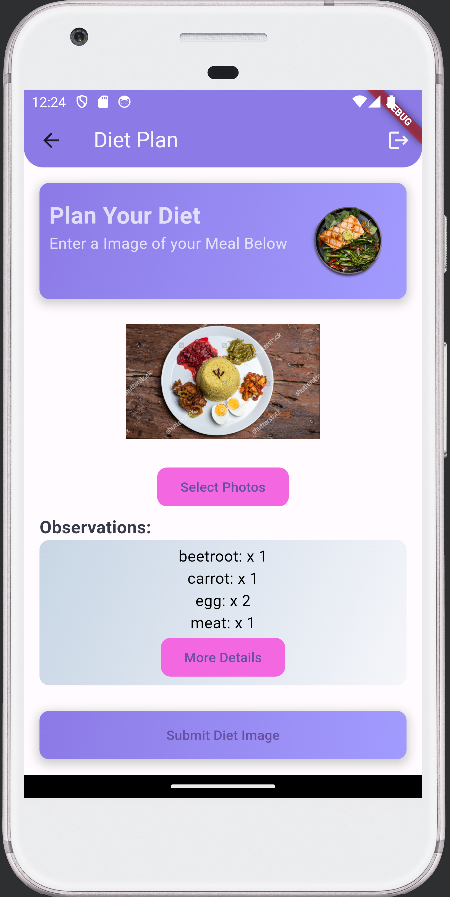 12:24
DEBUG
Diet Plan
Plan Your Diet
Enter a Image of your Meal Below
Select Photos
Observations:
beetroot: x 1
carrot: x 1
egg: x 2
meat: x 1
More Details
Submit Diet Image